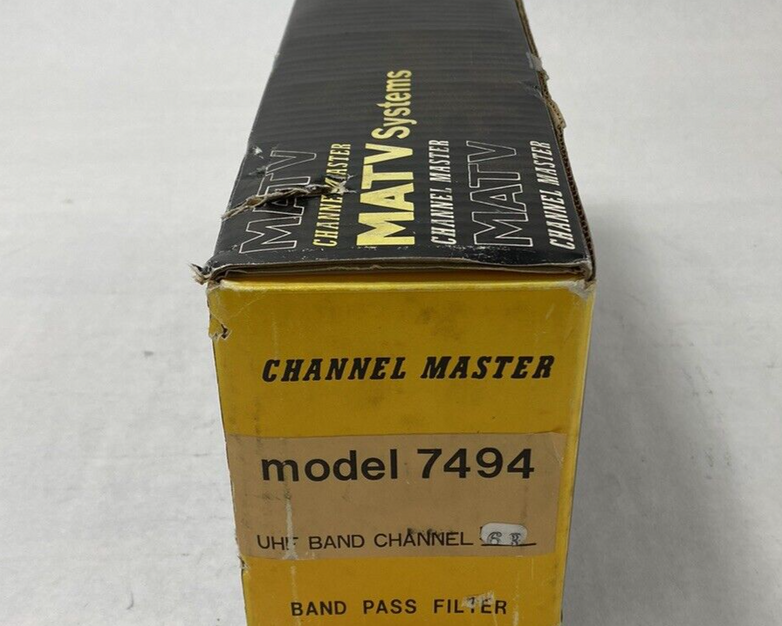 MATV
CHANNEL MASTER
MATV Systems
CHANNEL MASTER
MATV
CHANNEL MASTER
CHANNEL MASTER
model 7494
UHF BAND CHANNEL
BAND PASS FILTER